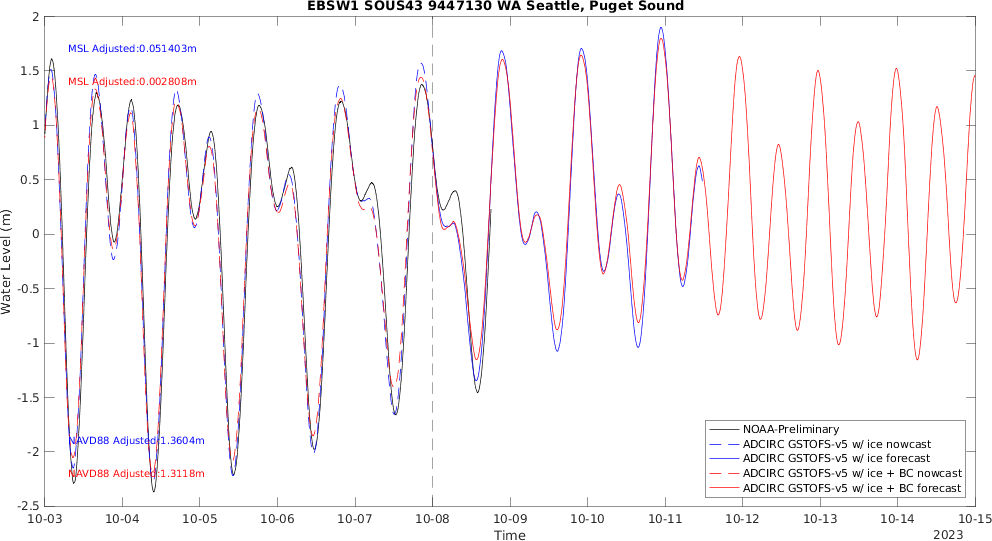 EBSW1 SOUS43 9447130 WA Seattle, Puget Sound
2
1.5
1
0.5
0
-0.5
-1
-1.5
-2
-2.5
Water Level (m)
MSL Adjusted:0.051403m
MSL Adjusted:0.002808m
NAVD88 Adjusted:1.3604m
NAVD88 Adjusted:1.3118m
NOAA-Preliminary
ADCIRC GSTOFS-v5 w/ ice nowcast
ADCIRC GSTOFS-v5 w/ ice forecast
ADCIRC GSTOFS-v5 w/ ice + BC nowcast
ADCIRC GSTOFS-v5 w/ ice + BC forecast
10-03 10-04 10-05 10-06 10-07 10-08 10-09 10-10 10-11 10-12 10-13 10-14 10-15
Time
2023